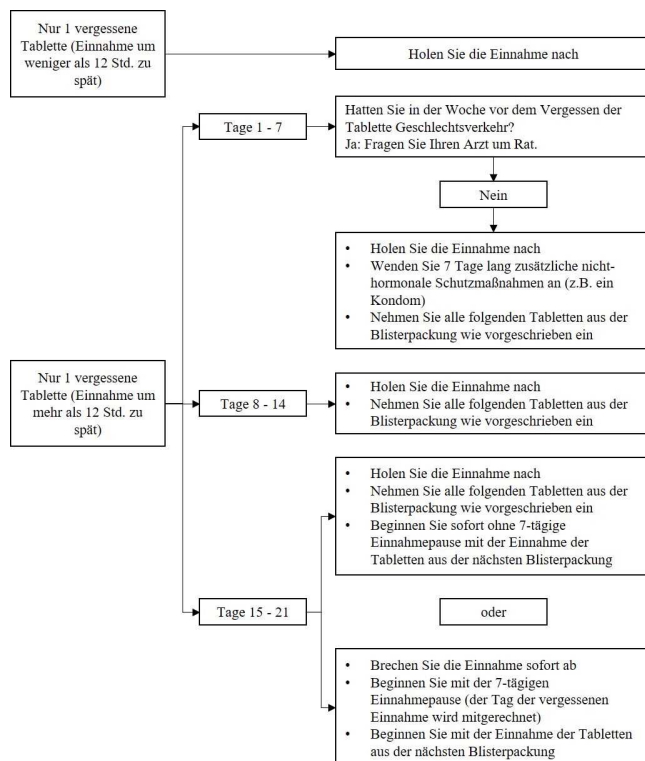 Nur 1 vergessene
Tablette (Einnahme um
weniger als 12 Std. zu
spät)
Holen Sie die Einnahme nach
Tage 1 - 7
Hatten Sie in der Woche vor dem Vergessen der
Tablette Geschlechtsverkehr?
Ja: Fragen Sie Ihren Arzt um Rat.
Nein
• Holen Sie die Einnahme nach
• Wenden Sie 7 Tage lang zusätzliche nicht-
hormonale Schutzmaßnahmen an (z.B. ein
Kondom)
• Nehmen Sie alle folgenden Tabletten aus der
Blisterpackung wie vorgeschrieben ein
Nur 1 vergessene
Tablette (Einnahme um
mehr als 12 Std. zu
spät)
Tage 8 - 14
• Holen Sie die Einnahme nach
• Nehmen Sie alle folgenden Tabletten aus der
Blisterpackung wie vorgeschrieben ein
Tage 15 - 21
• Holen Sie die Einnahme nach
• Nehmen Sie alle folgenden Tabletten aus der
Blisterpackung wie vorgeschrieben ein
• Beginnen Sie sofort ohne 7-tägige
Einnahmepause mit der Einnahme der
Tabletten aus der nächsten Blisterpackung
oder
• Brechen Sie die Einnahme sofort ab
• Beginnen Sie mit der 7-tägigen
Einnahmepause (der Tag der vergessenen
Einnahme wird mitgerechnet)
• Beginnen Sie mit der Einnahme der Tabletten
aus der nächsten Blisterpackung